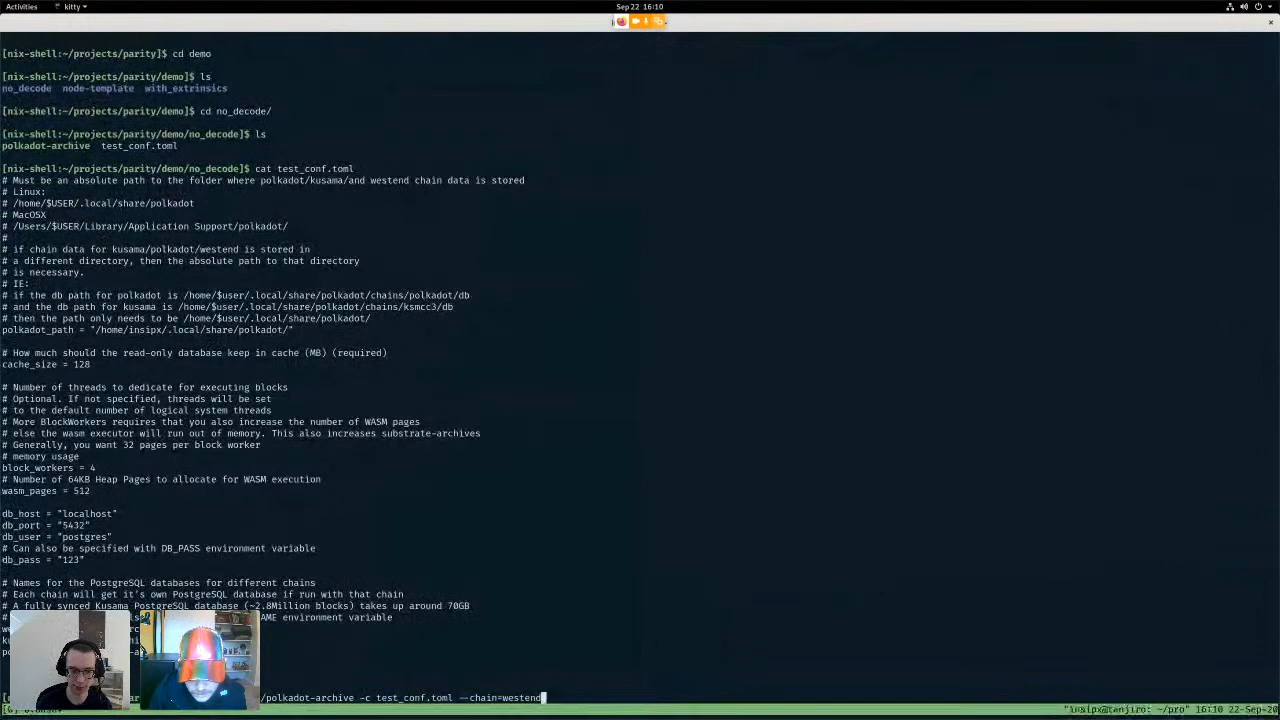 Activities
kitty
Sep 22 16:10
[nix-shell:~/projects/parity]$ cd demo
[nix-shell:~/projects/parity/demo]$ ls
no_decode node-template with_extrinsics
[nix-shell:~/projects/parity/demo]$ cd no_decode/
[nix-shell:~/projects/parity/demo/no_decode]$ ls
polkadot-archive test_conf.toml
[nix-shell:~/projects/parity/demo/no_decode]$ cat test_conf.toml
# Must be an absolute path to the folder where polkadot/kusama/and westend chain data is stored
# Linux:
# /home/$USER/.local/share/polkadot
# MacOSX
# /Users/$USER/Library/Application Support/polkadot/
#
# if chain data for kusama/polkadot/westend is stored in
# a different directory, then the absolute path to that directory
# is necessary.
# IE:
# if the db path for polkadot is /home/$user/.local/share/polkadot/chains/polkadot/db
# and the db path for kusama is /home/$user/.local/share/polkadot/chains/ksmcc3/db
# then the path only needs to be /home/$user/.local/share/polkadot/
polkadot_path = "/home/insipx/.local/share/polkadot/"
# How much should the read-only database keep in cache (MB) (required)
cache_size = 128
# Number of threads to dedicate for executing blocks
# Optional. If not specified, threads will be set
# to the default number of logical system threads
# More BlockWorkers requires that you also increase the number of WASM pages
# else the wasm executor will run out of memory. This also increases substrate-archives
# Generally, you want 32 pages per block worker
# memory usage
block_workers = 4
# Number of 64KB Heap Pages to allocate for WASM execution
wasm_pages = 512
db_host = "localhost"
db_port = "5432"
db_user = "postgres"
# Can also be specified with DB_PASS environment variable
db_pass = "123"
# Names for the PostgreSQL databases for different chains
# Each chain will get it's own PostgreSQL database if run with that chain
# A fully synced Kusama PostgreSQL database (~2.8Million blocks) takes up around 70GB
AME environment variable
/polkadot-archive -c test_conf.toml --chain=westend
"insipx@tanjiro: ~/pro" 16:10 22-Sep-20